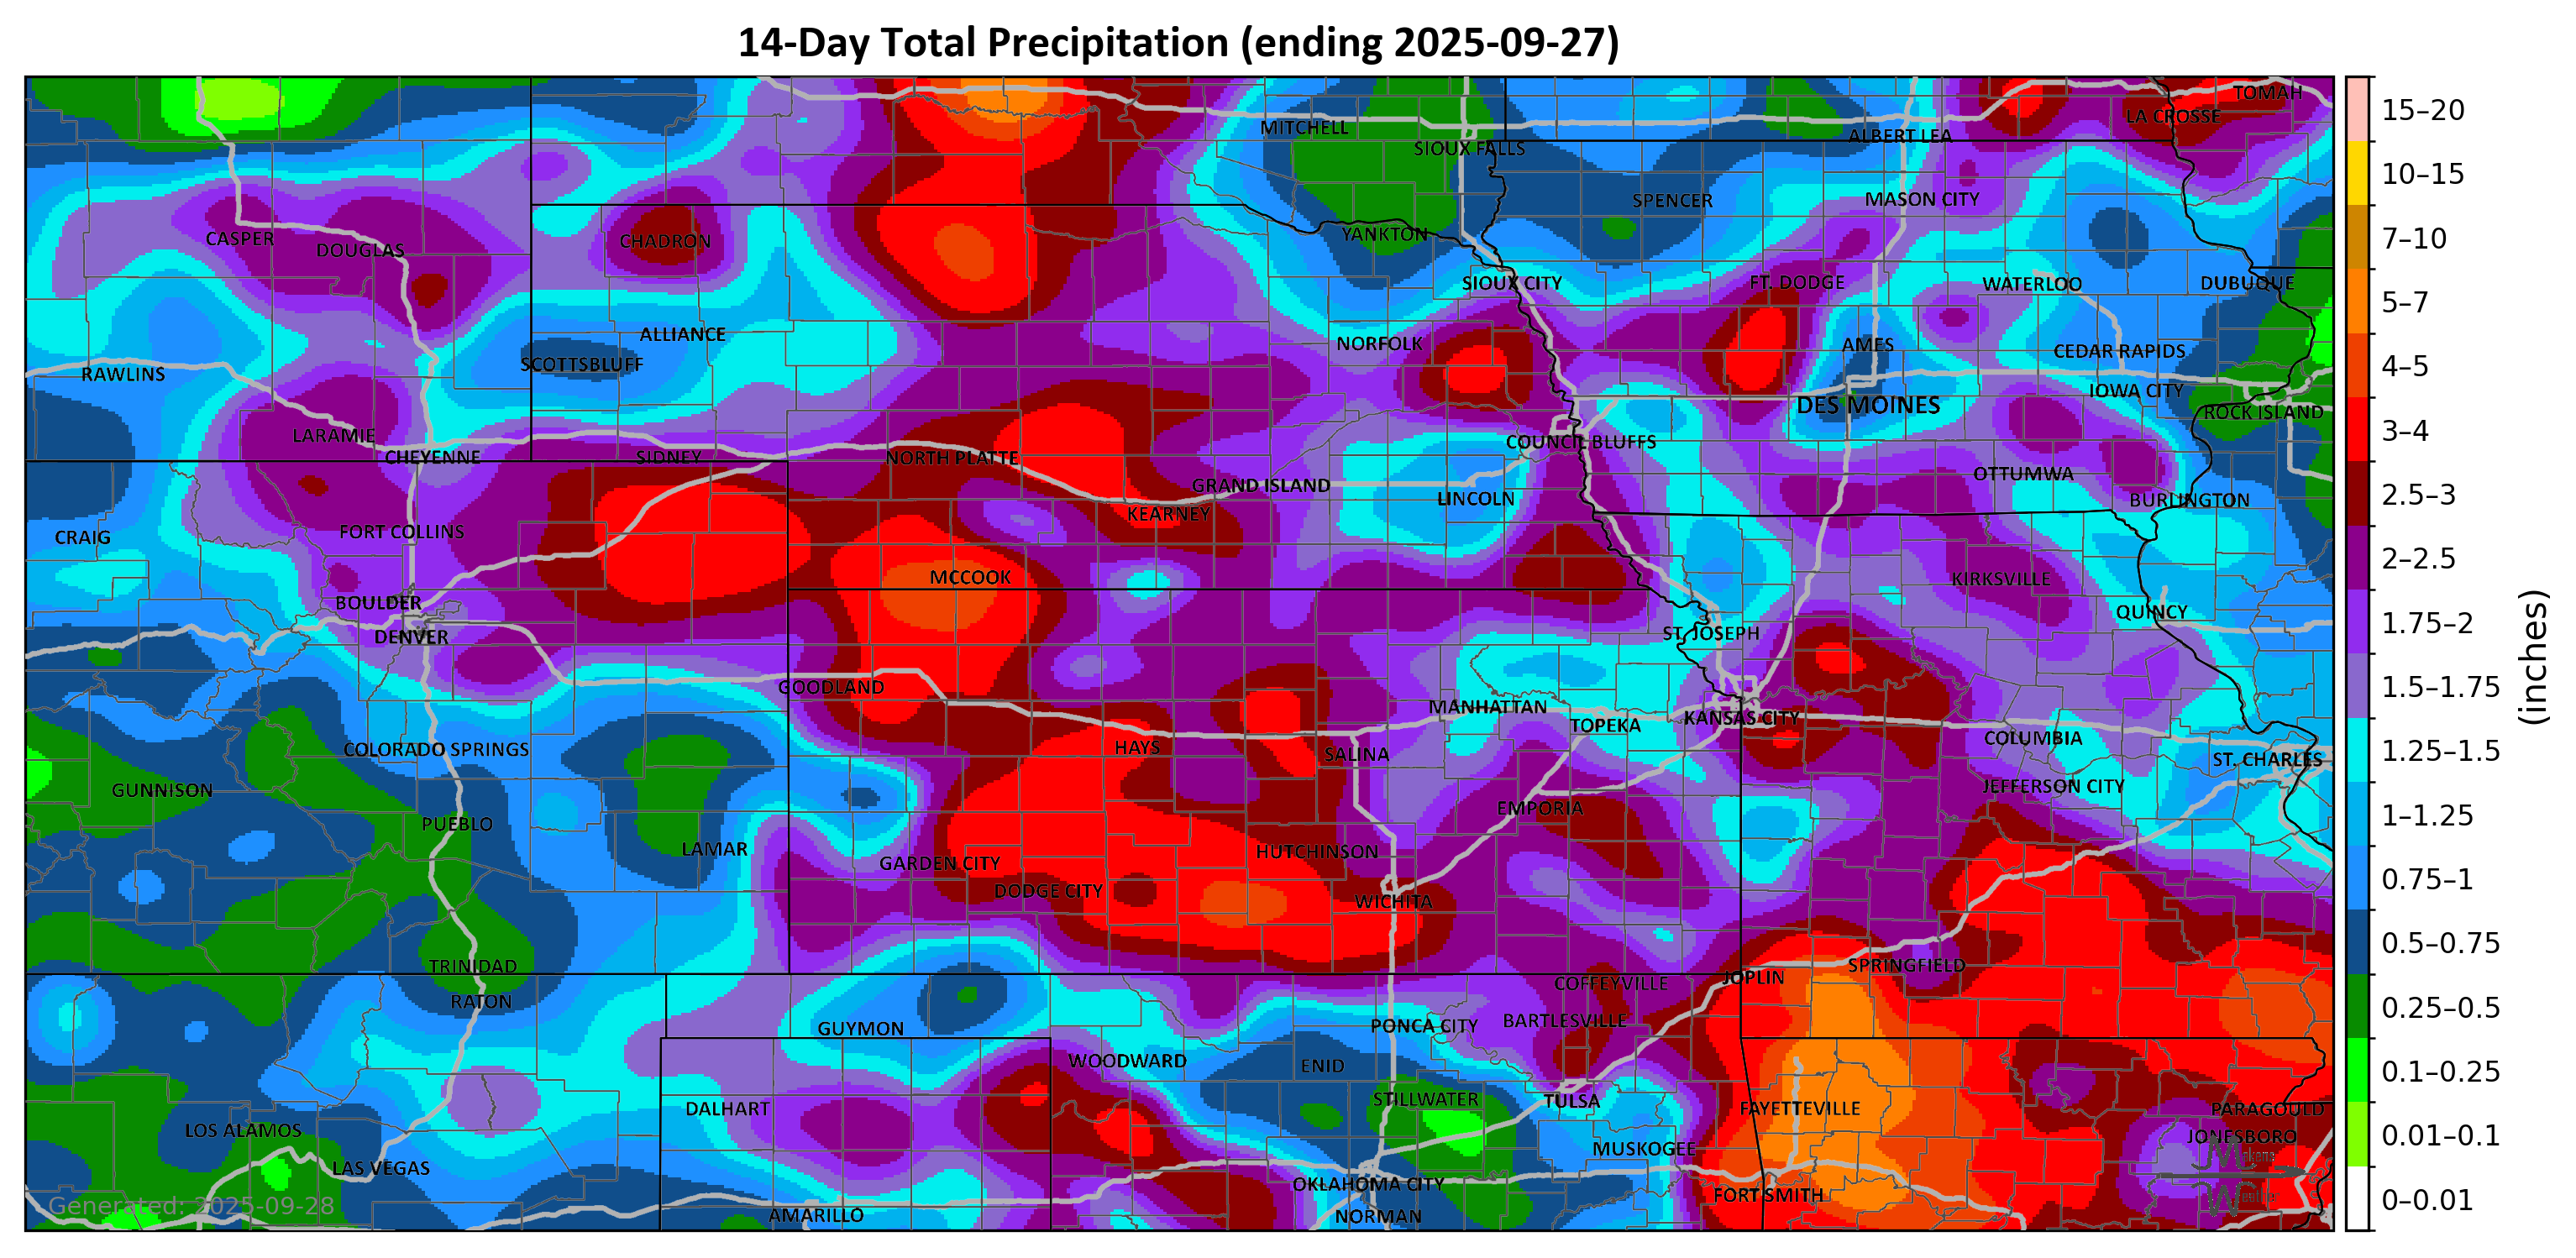 14-Day Total Precipitation (ending 2025-09-27)
TOMAH
LA CROSSE
MITCHELL
ALBERT LEA
SIOUX FALLS
SPENCER
MASON CITY
YANKTON
CASPER
DOUGLAS
CHADRON
SIOUX CITY
FT. DODGE
WATERLOO
DUBUQUE
ALLIANCE
NORFOLK
AMES
CEDAR RAPIDS
SCOTTSBLUFF
RAWLINS
IOWA CITY
DES MOINES
ROCK ISLAND
LARAMIE
COUNCIL BLUFFS
CHEYENNE
SIDNEY
NORTH PLATTE
OTTUMWA
GRAND ISLAND
LINCOLN
BURLINGTON
KEARNEY
FORT COLLINS
CRAIG
MCCOOK
KIRKSVILLE
BOULDER
QUINCY
DENVER
ST. JOSEPH
GOODLAND
MANHATTAN
KANSAS CITY
TOPEKA
COLUMBIA
COLORADO SPRINGS
HAYS
SALINA
ST. CHARLES
GUNNISON
JEFFERSON CITY
EMPORIA
PUEBLO
LAMAR
HUTCHINSON
GARDEN CITY
DODGE CITY
WICHITA
TRINIDAD
SPRINGFIELD
JOPLIN
COFFEYVILLE
RATON
BARTLESVILLE
GUYMON
PONCA CITY
WOODWARD
ENID
STILLWATER
TULSA
DALHART
FAYETTEVILLE
PARAGOULD
LOS ALAMOS
JONESBORO
MUSKOGEE
LAS VEGAS
OKLAHOMA CITY
FORT SMITH
Generated: 2025-09-28
AMARILLO
NORMAN
15–20
10–15
7–10
5–7
4–5
3–4
2.5–3
2–2.5
1.75–2
1.5–1.75
1.25–1.5
1–1.25
0.75–1
0.5–0.75
0.25–0.5
0.1–0.25
0.01–0.1
0–0.01
(inches)